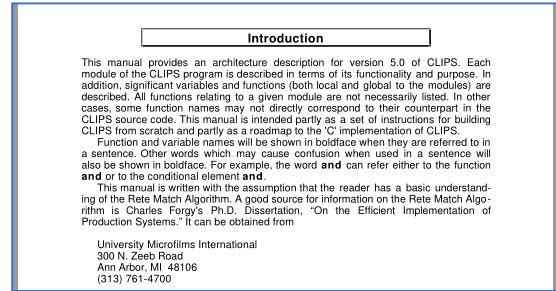 Introduction
This manual provides an architecture description for version 5.0 of CLIPS. Each
module of the CLIPS program is described in terms of its functionality and purpose. In
addition, significant variables and functions (both local and global to the modules) are
described. All functions relating to a given module are not necessarily listed. In other
cases, some function names may not directly correspond to their counterpart in the
CLIPS source code. This manual is intended partly as a set of instructions for building
CLIPS from scratch and partly as a roadmap to the 'C' implementation of CLIPS.
Function and variable names will be shown in boldface when they are referred to in
a sentence. Other words which may cause confusion when used in a sentence will
also be shown in boldface. For example, the word and can refer either to the function
and or to the conditional element and.
This manual is written with the assumption that the reader has a basic understand-
ing of the Rete Match Algorithm. A good source for information on the Rete Match Algo-
rithm is Charles Forgy's Ph.D. Dissertation, “On the Efficient Implementation of
Production Systems.” It can be obtained from
University Microfilms International
300 N. Zeeb Road
Ann Arbor, MI  48106
(313) 761-4700